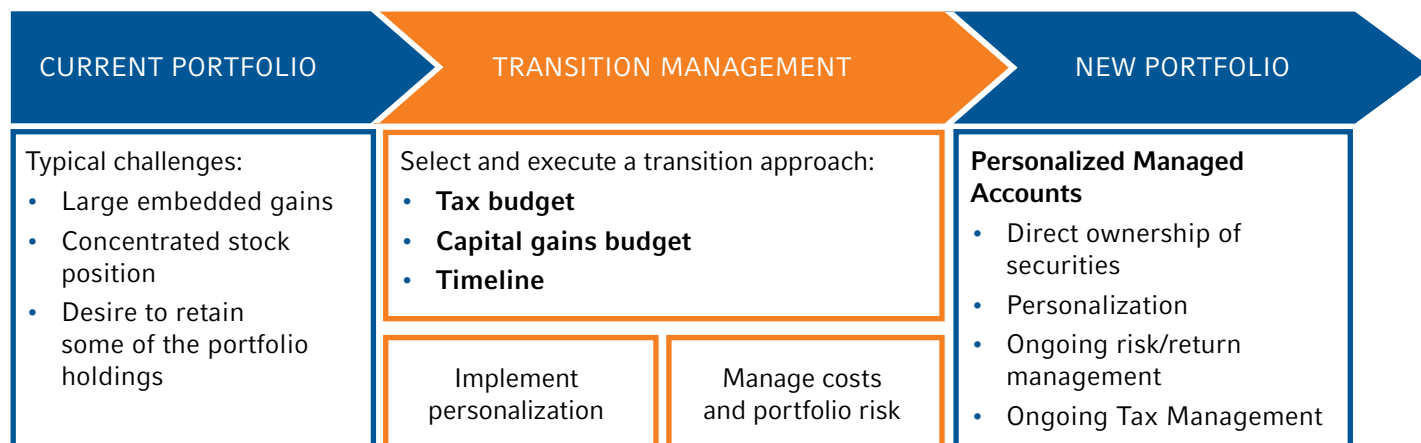 CURRENT PORTFOLIO
TRANSITION MANAGEMENT
NEW PORTFOLIO
Typical challenges:
• Large embedded gains
• Concentrated stock
position
• Desire to retain
some of the portfolio
holdings
Select and execute a transition approach:
• Tax budget
• Capital gains budget
• Timeline
Implement
personalization
Manage costs
and portfolio risk
Personalized Managed
Accounts
• Direct ownership of
securities
• Personalization
• Ongoing risk/return
management
• Ongoing Tax Management